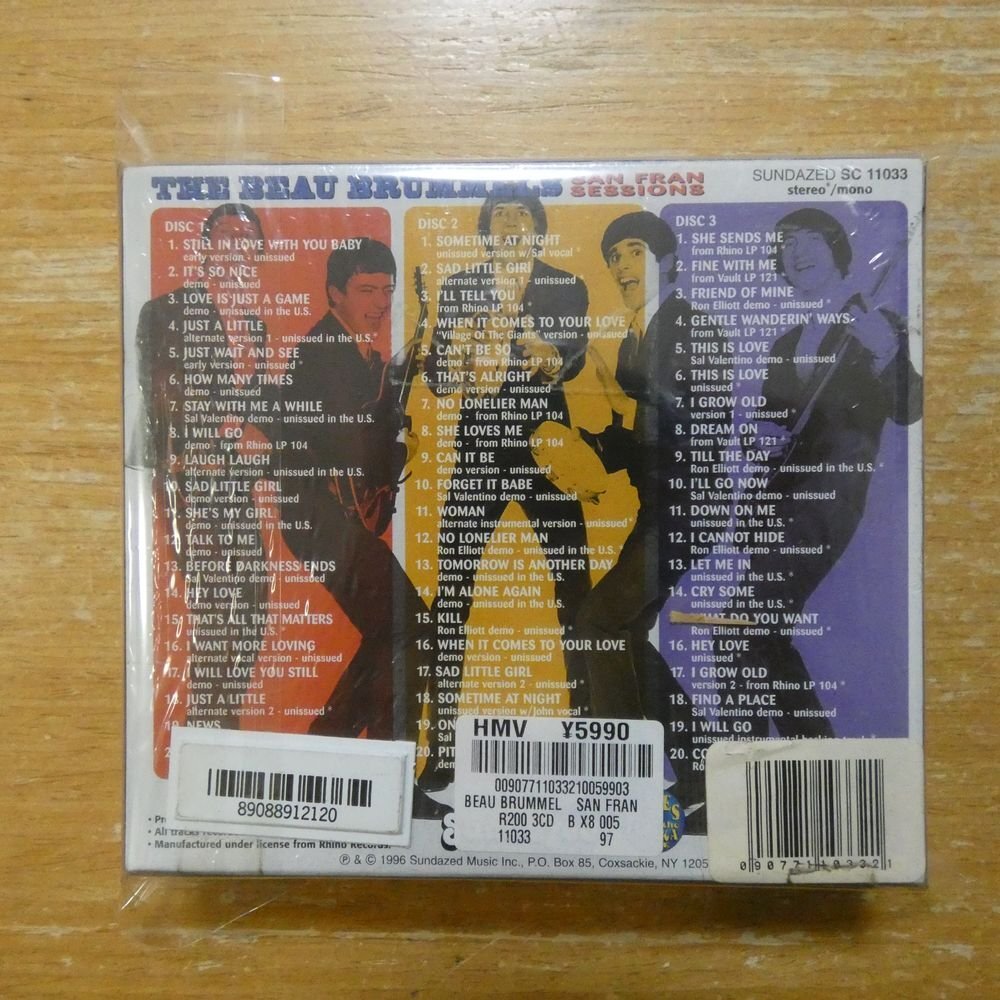 THE BEAU BRUMMELS
SAN FRAN
SESSIONS
SUNDAZED SC 11033
stereo*/mono
DISC 1
1. STILL IN LOVE WITH YOU BABY
early version - unissued
2. IT'S SO NICE
demo - unissued
3. LOVE IS JUST A GAME
demo - unissued in the U.S.
4. JUST A LITTLE
alternate version 1 - unissued in the U.S.*
5. JUST WAIT AND SEE
early version - unissued *
6. HOW MANY TIMES
demo - unissued
7. STAY WITH ME A WHILE
Sal Valentino demo - unissued in the U.S.
8. I WILL GO
demo - from Rhino LP 104
9. LAUGH LAUGH
alternate version - unissued in the U.S.
10. SAD LITTLE GIRL
demo version - unissued
11. SHE'S MY GIRL
demo - unissued in the U.S.
12. TALK TO ME
demo - unissued
13. BEFORE DARKNESS ENDS
Sal Valentino demo - unissued
14. HEY LOVE
demo version - unissued
15. THAT'S ALL THAT MATTERS
unissued in the U.S. *
16. I WANT MORE LOVING
alternate vocal version - unissued *
17. I WILL LOVE YOU STILL
demo - unissued
18. JUST A LITTLE
alternate version 2 - unissued *
19. NEWS
DISC 2
1. SOMETIME AT NIGHT
unissued version w/Sal vocal *
2. SAD LITTLE GIRL
alternate version 1 - unissued *
3. I'LL TELL YOU
from Rhino LP 104 *
4. WHEN IT COMES TO YOUR LOVE
"Village Of The Giants" version - unissued
5. CAN'T BE SO
demo - from Rhino LP 104
6. THAT'S ALRIGHT
demo version - unissued
7. NO LONELIER MAN
demo - from Rhino LP 104
8. SHE LOVES ME
demo - from Rhino LP 104
9. CAN IT BE
demo version - unissued
10. FORGET IT BABE
Sal Valentino demo - unissued
11. WOMAN
alternate instrumental version - unissued *
12. NO LONELIER MAN
Ron Elliott demo - unissued in the U.S.
13. TOMORROW IS ANOTHER DAY
demo - unissued in the U.S.
14. I'M ALONE AGAIN
demo - unissued in the U.S.
15. KILL
Ron Elliott demo - unissued
16. WHEN IT COMES TO YOUR LOVE
demo version - unissued
17. SAD LITTLE GIRL
alternate version 2 - unissued *
18. SOMETIME AT NIGHT
unissued version w/John vocal *
19.
20.
DISC 3
1. SHE SENDS ME
from Rhino LP 104 *
2. FINE WITH ME
from Vault LP 121 *
3. FRIEND OF MINE
Ron Elliott demo - unissued *
4. GENTLE WANDERIN' WAYS
from Vault LP 121 *
5. THIS IS LOVE
Sal Valentino demo - unissued
6. THIS IS LOVE
unissued *
7. I GROW OLD
version 1 - unissued *
8. DREAM ON
from Vault LP 121 *
9. TILL THE DAY
Ron Elliott demo - unissued in the U.S. *
10. I'LL GO NOW
Sal Valentino demo - unissued
11. DOWN ON ME
unissued in the U.S. *
12. I CANNOT HIDE
Ron Elliott demo - unissued
13. LET ME IN
unissued in the U.S. *
14. CRY SOME
unissued in the U.S. *
DO YOU WANT
Ron Elliott demo - unissued
16. HEY LOVE
unissued *
17. I GROW OLD
version 2 - from Rhino LP 104 *
18. FIND A PLACE
Sal Valentino demo - unissued
19. I WILL GO
unissued instrumental
20.
89088912120
HMV ¥5990
0090771103321005990​3
BEAU BRUMMEL SAN FRAN
R200 3CD B X8 005
11033 97
0 90771 10332 1
• All tracks
• Manufactured under license from Rhino Records.
℗ & © 1996 Sundazed Music Inc., P.O. Box 85, Coxsackie, NY 1205